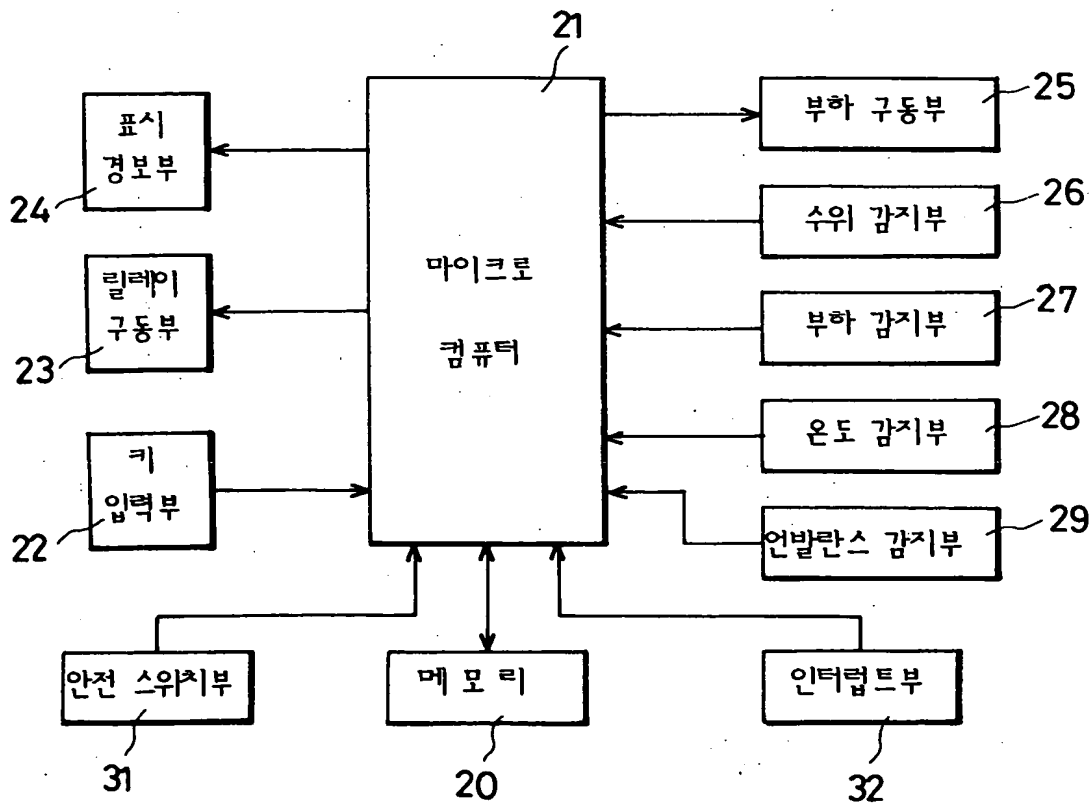 21
표시
경보부
24
릴레이
구동부
23
키
입력부
22
마이크로
컴퓨터
부하 구동부
25
수위 감지부
26
부하 감지부
27
온도 감지부
28
언발란스 감지부
29
안전 스위치부
31
메모리
20
인터럽트부
32